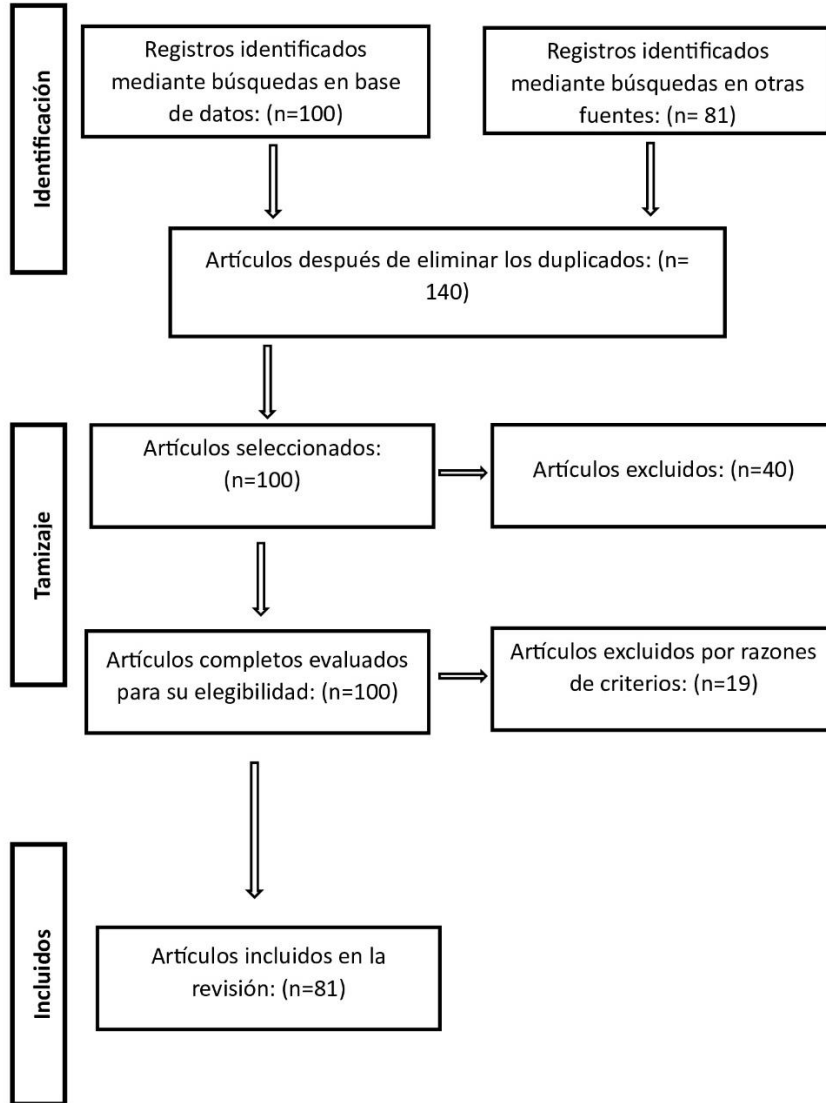 Identificación
Registros identificados
mediante búsquedas en base
de datos: (n=100)
Registros identificados
mediante búsquedas en otras
fuentes: (n= 81)
Artículos después de eliminar los duplicados: (n=
140)
Tamizaje
Artículos seleccionados:
(n=100)
Artículos excluidos: (n=40)
Artículos completos evaluados
para su elegibilidad: (n=100)
Artículos excluidos por razones
de criterios: (n=19)
Incluidos
Artículos incluidos en la
revisión: (n=81)